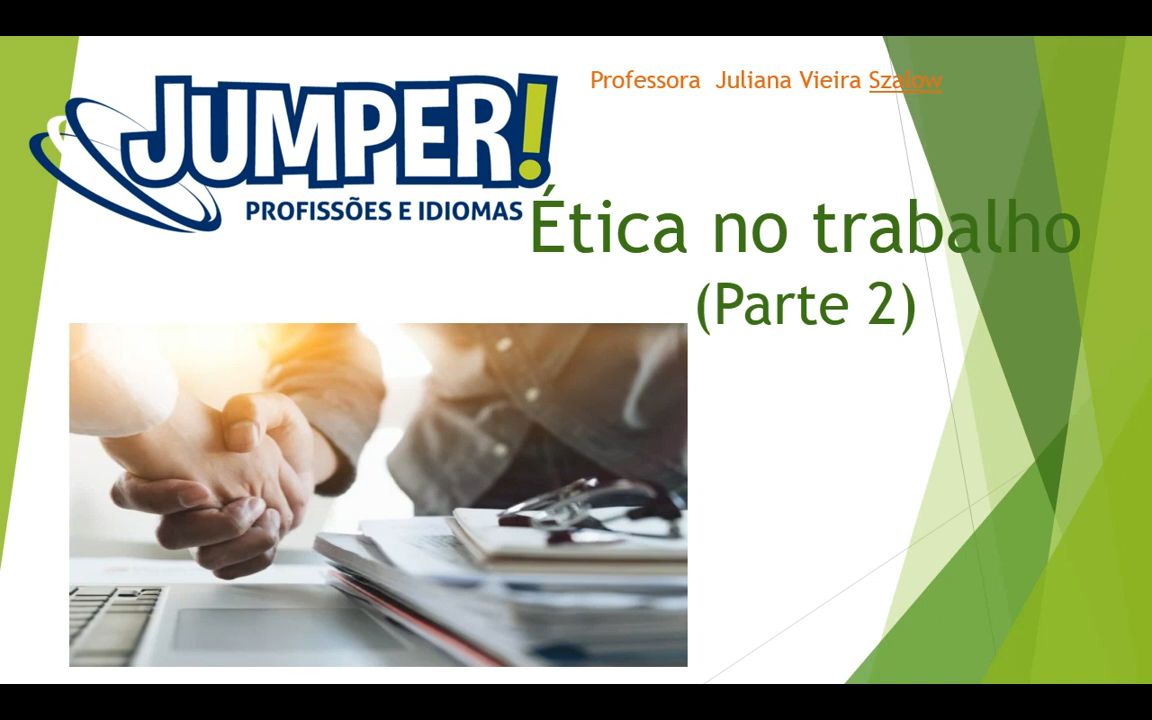 Professora Juliana Vieira Szalow
JUMPER!
PROFISSÕES E IDIOMAS
Ética no trabalho
(Parte 2)